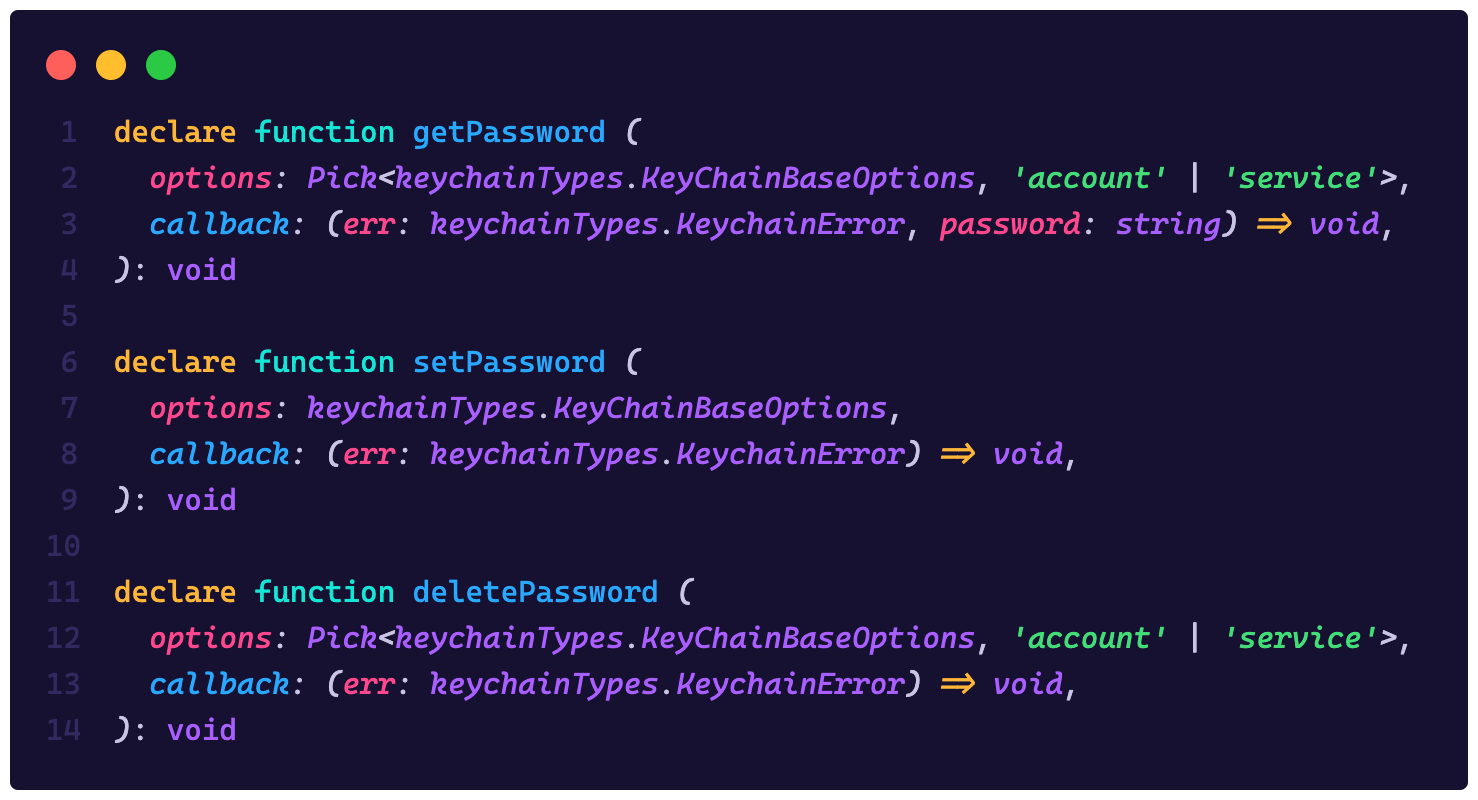 1 declare function getPassword (
2   options: Pick<keychainTypes.KeyChainBaseOptions, 'account' | 'service'>,
3   callback: (err: keychainTypes.KeychainError, password: string) => void,
4 ): void
5
6 declare function setPassword (
7   options: keychainTypes.KeyChainBaseOptions,
8   callback: (err: keychainTypes.KeychainError) => void,
9 ): void
10
11 declare function deletePassword (
12   options: Pick<keychainTypes.KeyChainBaseOptions, 'account' | 'service'>,
13   callback: (err: keychainTypes.KeychainError) => void,
14 ): void